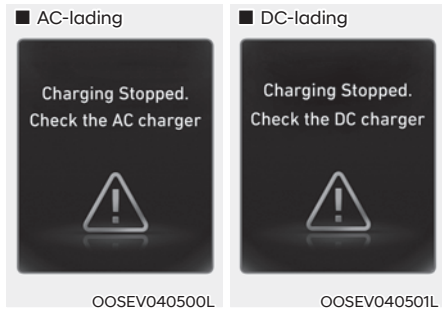 ■ AC-lading
Charging Stopped.
Check the AC charger
OOSEV040500L
■ DC-lading
Charging Stopped.
Check the DC charger
OOSEV040501L